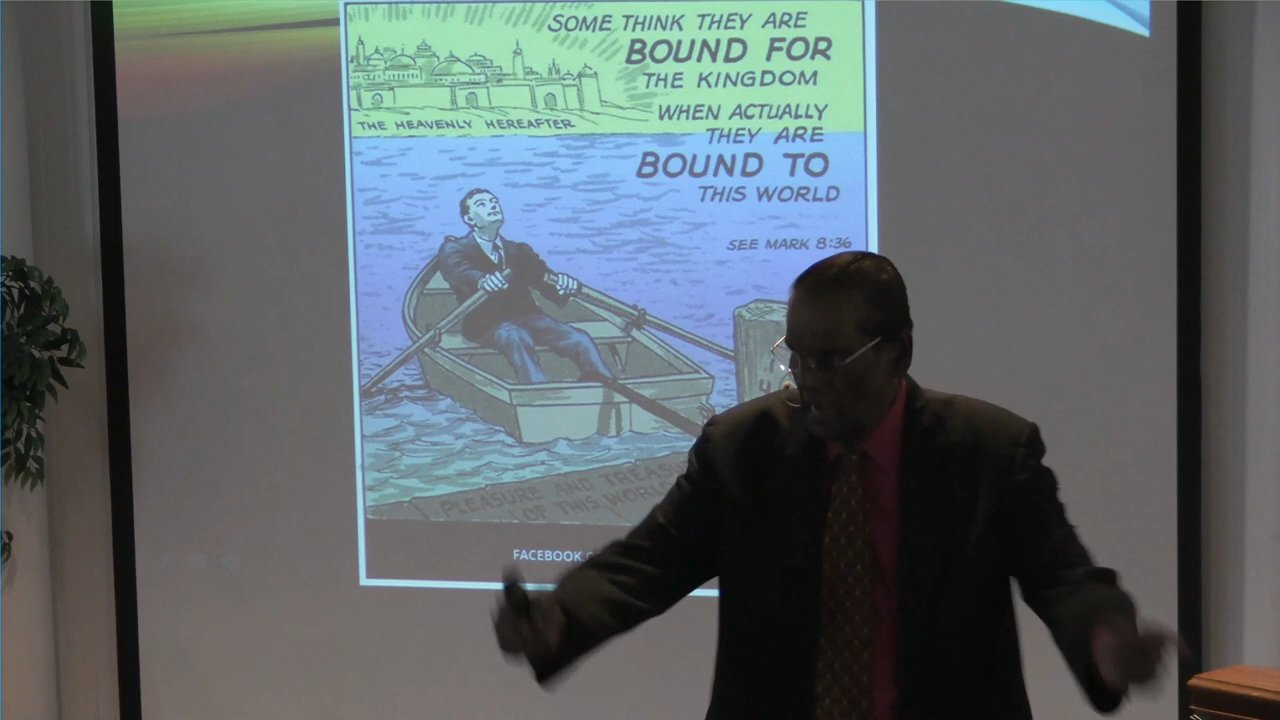 SOME THINK THEY ARE
BOUND FOR
THE KINGDOM
WHEN ACTUALLY
THEY ARE
BOUND TO
THIS WORLD
THE HEAVENLY HEREAFTER
SEE MARK 8:36
PLEASURE AND
OF THIS WORLD
FACEBOOK